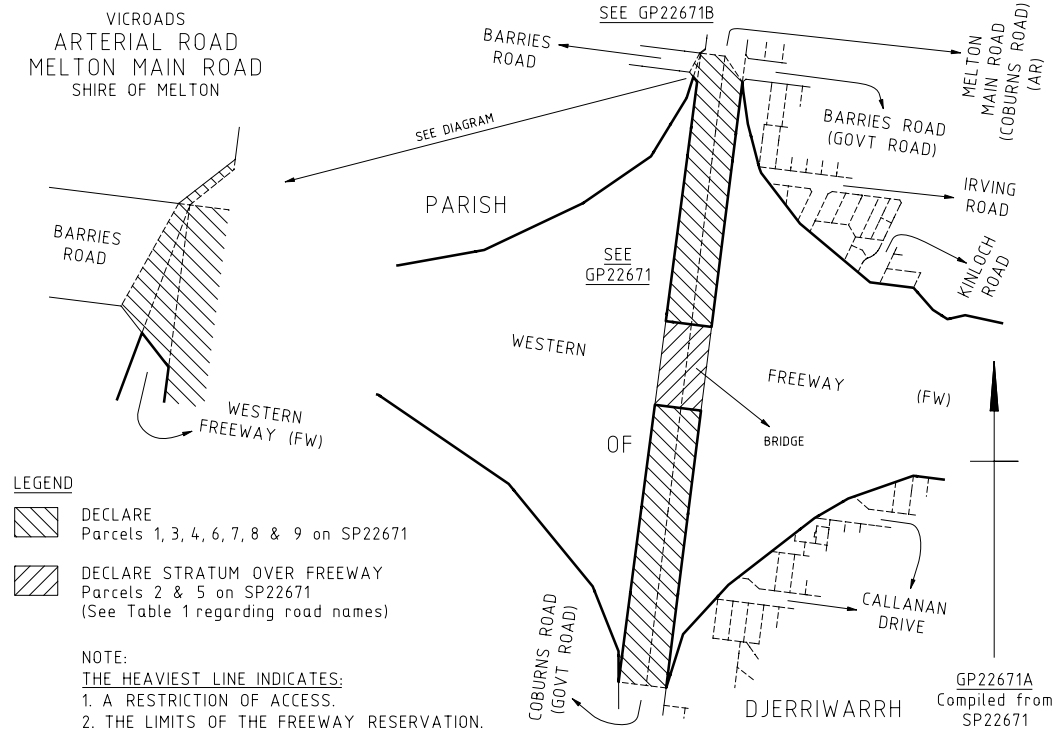 VICROADS
ARTERIAL ROAD
MELTON MAIN ROAD
SHIRE OF MELTON
SEE GP22671B
BARRIES
ROAD
MELTON
MAIN ROAD
(COBURNS ROAD)
(AR)
BARRIES ROAD
(GOVT ROAD)
SEE DIAGRAM
IRVING
ROAD
PARISH
BARRIES
ROAD
SEE
GP22671
KINLOCH
ROAD
WESTERN
FREEWAY
(FW)
WESTERN
FREEWAY (FW)
BRIDGE
OF
LEGEND
DECLARE
Parcels 1, 3, 4, 6, 7, 8 & 9 on SP22671
DECLARE STRATUM OVER FREEWAY
Parcels 2 & 5 on SP22671
(See Table 1 regarding road names)
CALLANAN
DRIVE
NOTE:
THE HEAVIEST LINE INDICATES:
1. A RESTRICTION OF ACCESS.
2. THE LIMITS OF THE FREEWAY RESERVATION.
COBURNS ROAD
(GOVT ROAD)
DJERRIWARRH
GP22671A
Compiled from
SP22671